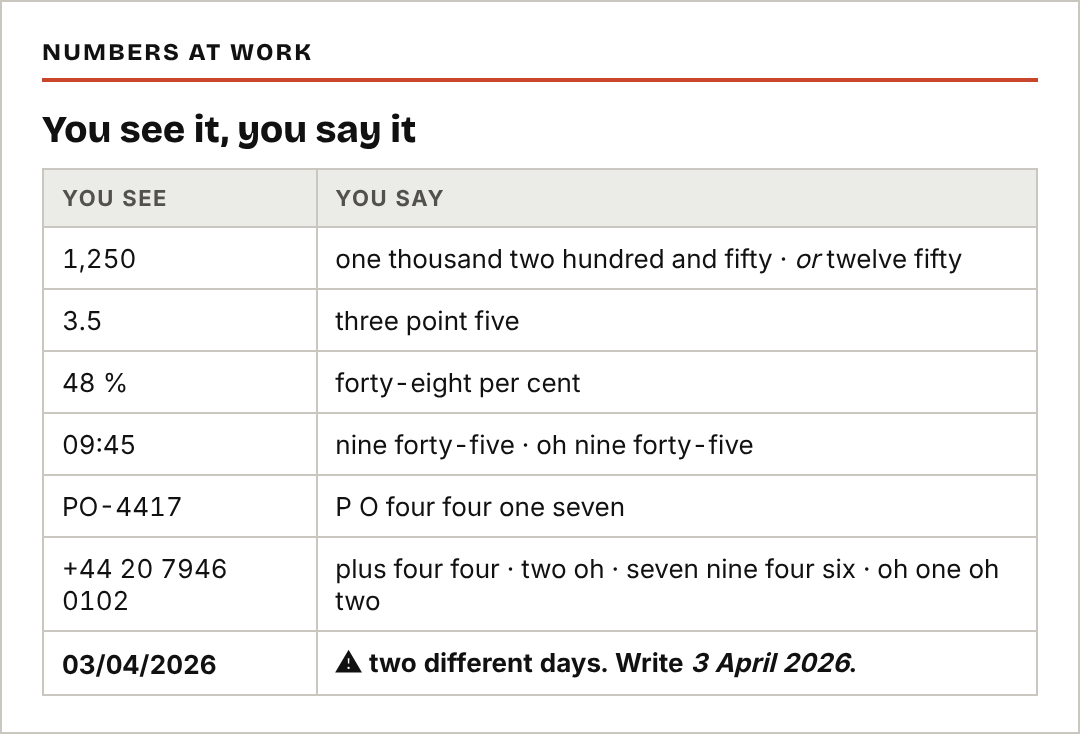 NUMBERS AT WORK
You see it, you say it
YOU SEE YOU SAY
1,250 one thousand two hundred and fifty · or twelve fifty
3.5 three point five
48 % forty-eight per cent
09:45 nine forty-five · oh nine forty-five
PO-4417 P O four four one seven
+44 20 7946 plus four four · two oh · seven nine four six · oh one oh
0102 two
03/04/2026 ⚠ two different days. Write 3 April 2026.